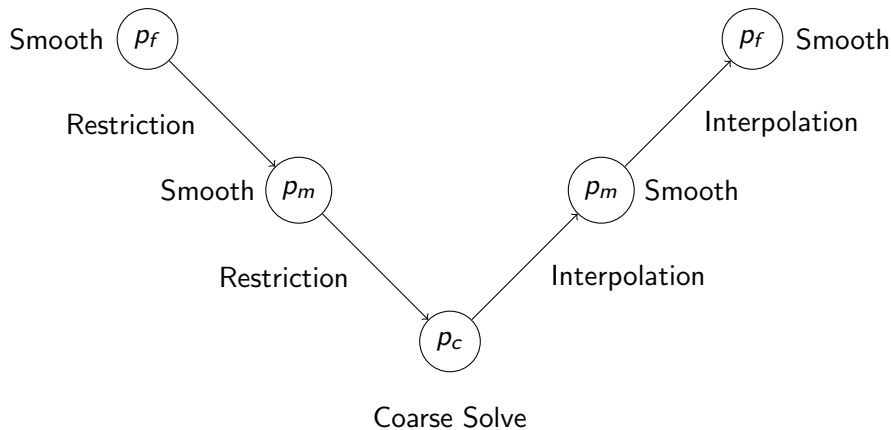 Smooth p_f p_f Smooth
Restriction Interpolation
Smooth p_m p_m Smooth
Restriction Interpolation
p_c
Coarse Solve